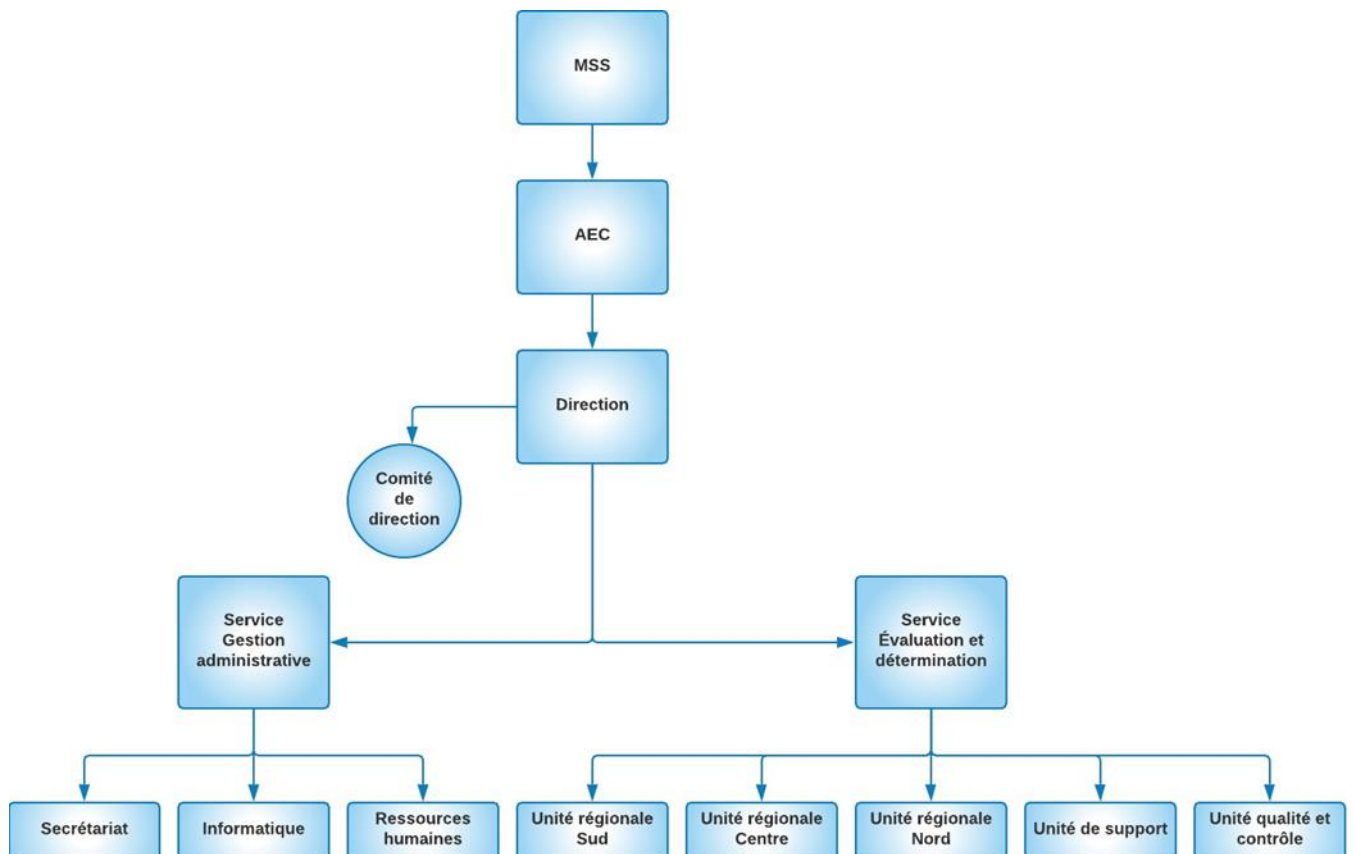 MSS
AEC
Direction
Comité
de
direction
Service
Gestion
administrative
Service
Évaluation et
détermination
Secrétariat
Informatique
Ressources
humaines
Unité régionale
Sud
Unité régionale
Centre
Unité régionale
Nord
Unité de support
Unité qualité et
contrôle